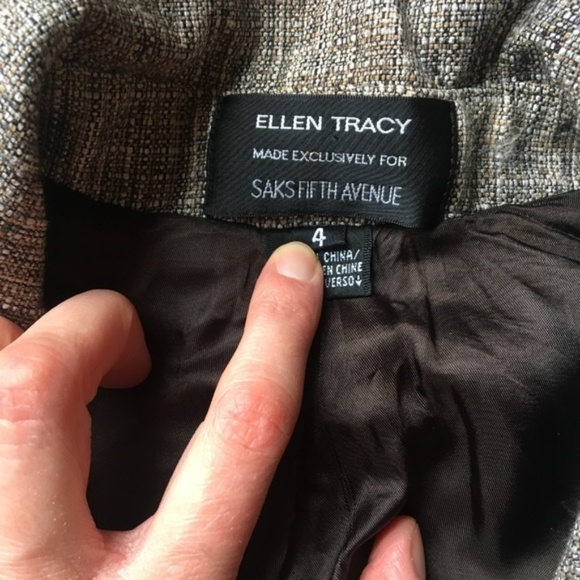 ELLEN TRACY
MADE EXCLUSIVELY FOR
SAKS FIFTH AVENUE
4
CHINA/
EN CHINE
VERSO↓